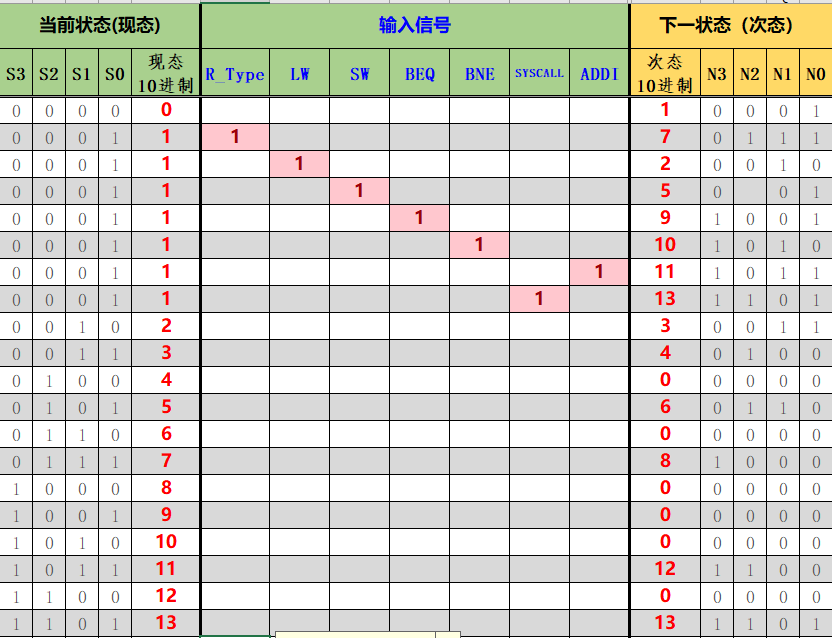 当前状态(现态) 输入信号 下一状态（次态）
S3 S2 S1 S0 现态 10进制 R_Type LW SW BEQ BNE SYSCALL ADDI 次态 10进制 N3 N2 N1 N0
0 0 0 0 0 1 0 0 0 1
0 0 0 1 1 1 7 0 1 1 1
0 0 0 1 1 1 2 0 0 1 0
0 0 0 1 1 1 5 0 0 1
0 0 0 1 1 1 9 1 0 0 1
0 0 0 1 1 1 10 1 0 1 0
0 0 0 1 1 1 11 1 0 1 1
0 0 0 1 1 1 13 1 1 0 1
0 0 1 0 2 3 0 0 1 1
0 0 1 1 3 4 0 1 0 0
0 1 0 0 4 0 0 0 0 0
0 1 0 1 5 6 0 1 1 0
0 1 1 0 6 0 0 0 0 0
0 1 1 1 7 8 1 0 0 0
1 0 0 0 8 0 0 0 0 0
1 0 0 1 9 0 0 0 0 0
1 0 1 0 10 0 0 0 0 0
1 0 1 1 11 12 1 1 0 0
1 1 0 0 12 0 0 0 0 0
1 1 0 1 13 13 1 1 0 1